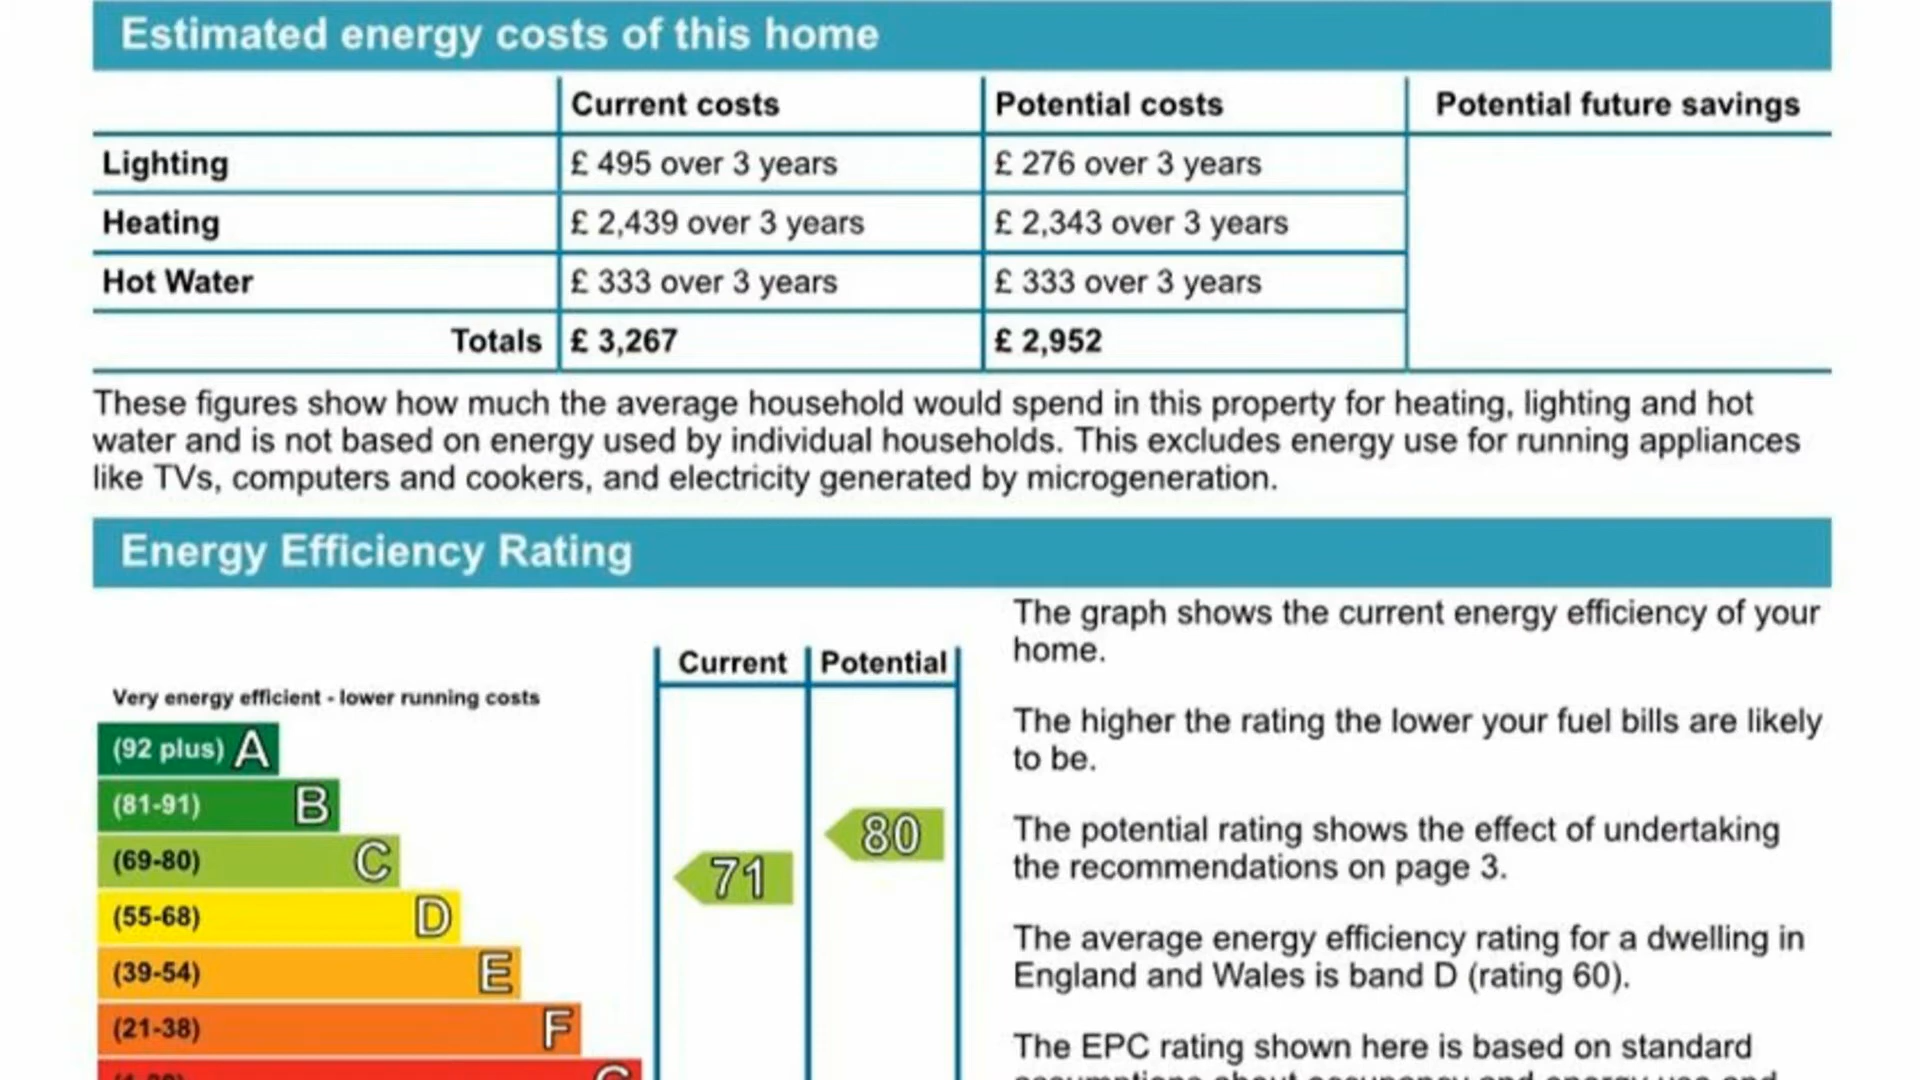 Estimated energy costs of this home
Current costs Potential costs Potential future savings
Lighting £ 495 over 3 years £ 276 over 3 years
Heating £ 2,439 over 3 years £ 2,343 over 3 years
Hot Water £ 333 over 3 years £ 333 over 3 years
Totals £ 3,267 £ 2,952
These figures show how much the average household would spend in this property for heating, lighting and hot
water and is not based on energy used by individual households. This excludes energy use for running appliances
like TVs, computers and cookers, and electricity generated by microgeneration.
Energy Efficiency Rating
Current Potential
Very energy efficient - lower running costs
(92 plus) A
(81-91) B
(69-80) C
(55-68) D
(39-54) E
(21-38) F
G
71
80
The graph shows the current energy efficiency of your
home.
The higher the rating the lower your fuel bills are likely
to be.
The potential rating shows the effect of undertaking
the recommendations on page 3.
The average energy efficiency rating for a dwelling in
England and Wales is band D (rating 60).
The EPC rating shown here is based on standard